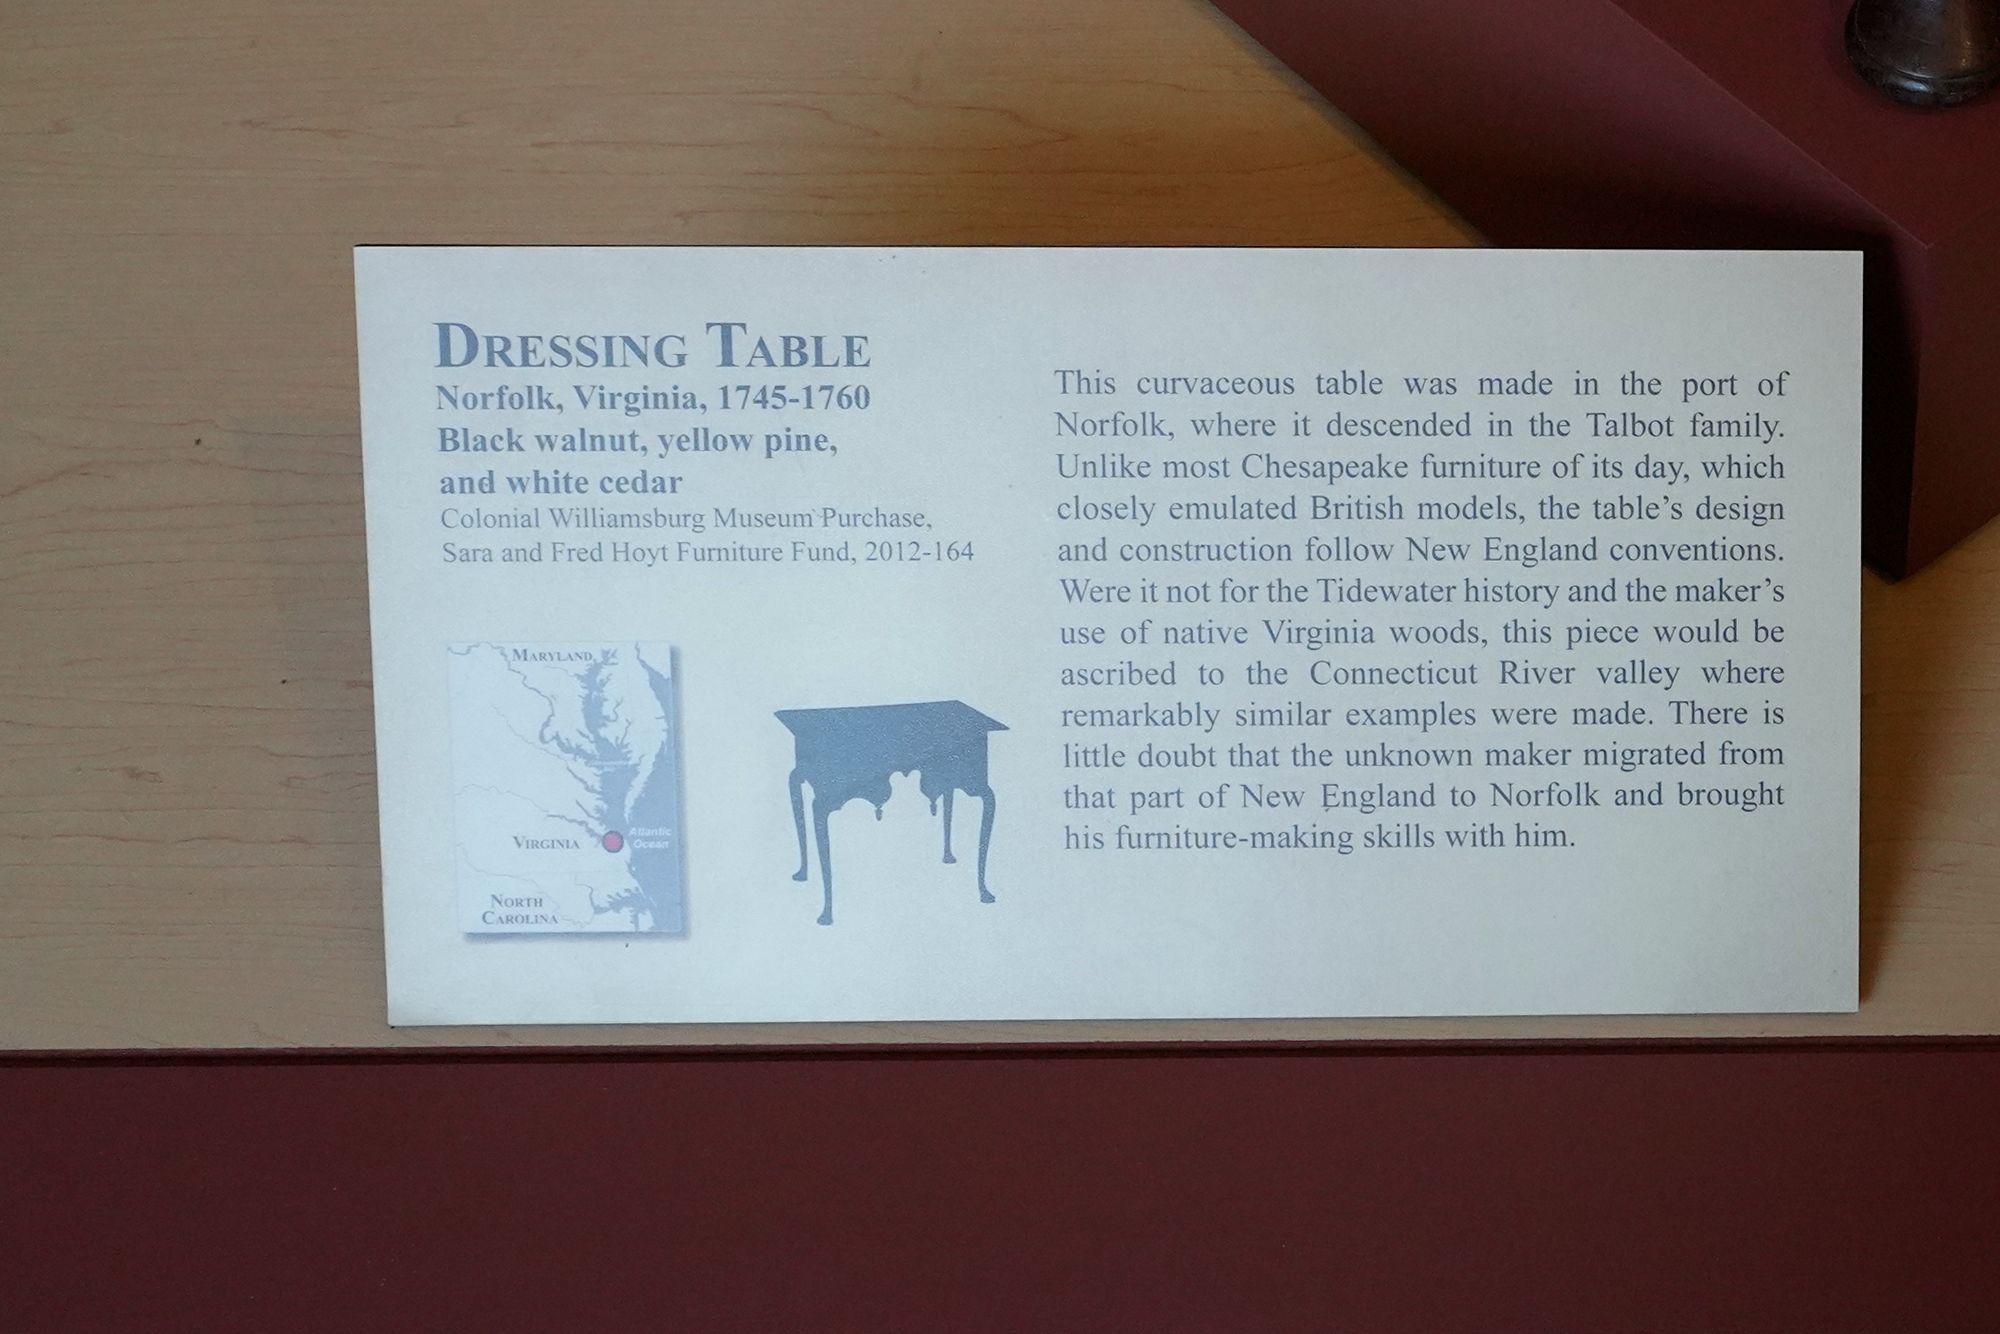 DRESSING TABLE
Norfolk, Virginia, 1745-1760
Black walnut, yellow pine,
and white cedar
Colonial Williamsburg Museum Purchase,
Sara and Fred Hoyt Furniture Fund, 2012-164
MARYLAND
VIRGINIA
Atlantic
Ocean
NORTH
CAROLINA
This curvaceous table was made in the port of
Norfolk, where it descended in the Talbot family.
Unlike most Chesapeake furniture of its day, which
closely emulated British models, the table's design
and construction follow New England conventions.
Were it not for the Tidewater history and the maker's
use of native Virginia woods, this piece would be
ascribed to the Connecticut River valley where
remarkably similar examples were made. There is
little doubt that the unknown maker migrated from
that part of New England to Norfolk and brought
his furniture-making skills with him.